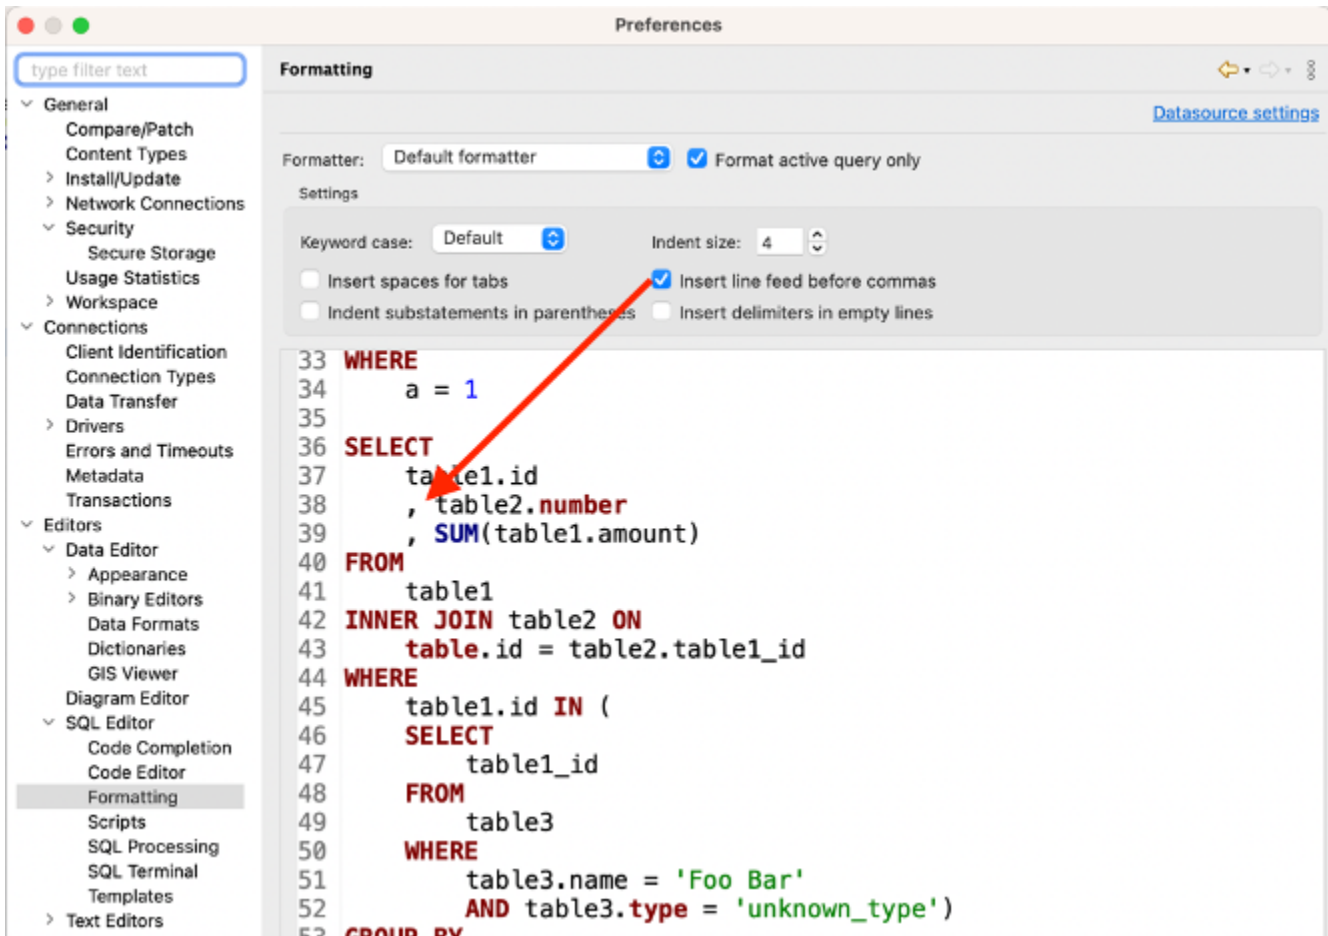 Preferences
type filter text
General
Compare/Patch
Content Types
Install/Update
Network Connections
Security
Secure Storage
Usage Statistics
Workspace
Connections
Client Identification
Connection Types
Data Transfer
Drivers
Errors and Timeouts
Metadata
Transactions
Editors
Data Editor
Appearance
Binary Editors
Data Formats
Dictionaries
GIS Viewer
Diagram Editor
SQL Editor
Code Completion
Code Editor
Formatting
Scripts
SQL Processing
SQL Terminal
Templates
Text Editors
Formatting
Datasource settings
Formatter: Default formatter Format active query only
Settings
Keyword case: Default Indent size: 4
Insert spaces for tabs Insert line feed before commas
Indent substatements in parentheses Insert delimiters in empty lines
33 WHERE
34 a = 1
35
36 SELECT
37 table1.id
38 , table2.number
39 , SUM(table1.amount)
40 FROM
41 table1
42 INNER JOIN table2 ON
43 table.id = table2.table1_id
44 WHERE
45 table1.id IN (
46 SELECT
47 table1_id
48 FROM
49 table3
50 WHERE
51 table3.name = 'Foo Bar'
52 AND table3.type = 'unknown_type')
53 GROUP BY